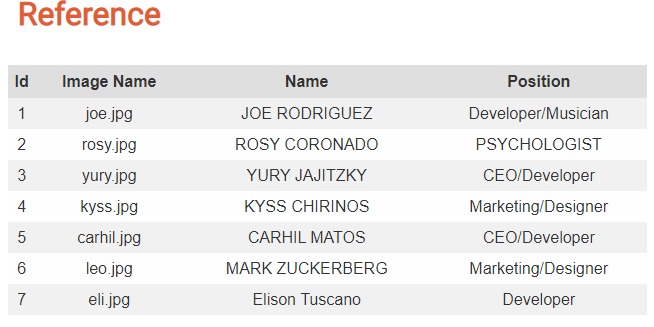 Reference
Id Image Name Name Position
1 joe.jpg JOE RODRIGUEZ Developer/Musician
2 rosy.jpg ROSY CORONADO PSYCHOLOGIST
3 yury.jpg YURY JAJITZKY CEO/Developer
4 kyss.jpg KYSS CHIRINOS Marketing/Designer
5 carhil.jpg CARHIL MATOS CEO/Developer
6 leo.jpg MARK ZUCKERBERG Marketing/Designer
7 eli.jpg Elison Tuscano Developer